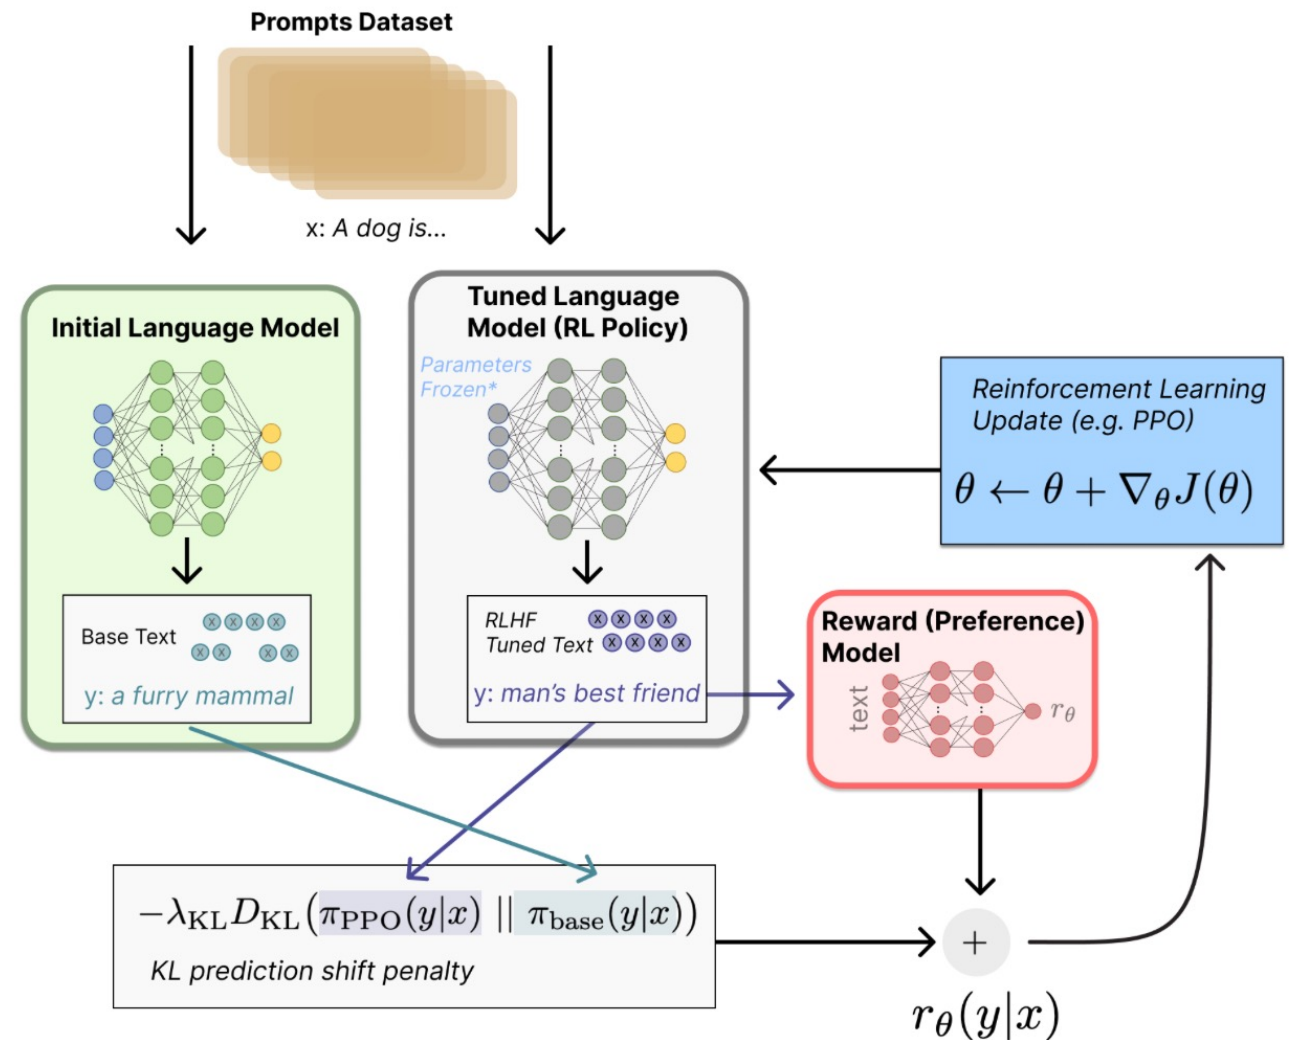 Prompts Dataset
x: A dog is...
Initial Language Model
Tuned Language
Model (RL Policy)
Parameters
Frozen*
Reinforcement Learning
Update (e.g. PPO)
θ ← θ + ∇θJ(θ)
Base Text
x x x x
x x x x
y: a furry mammal
RLHF
Tuned Text
x x x x
x x x x
y: man's best friend
Reward (Preference)
Model
text
rθ
−λKL DKL(πPPO(y|x) || πbase(y|x))
KL prediction shift penalty
+
rθ(y|x)